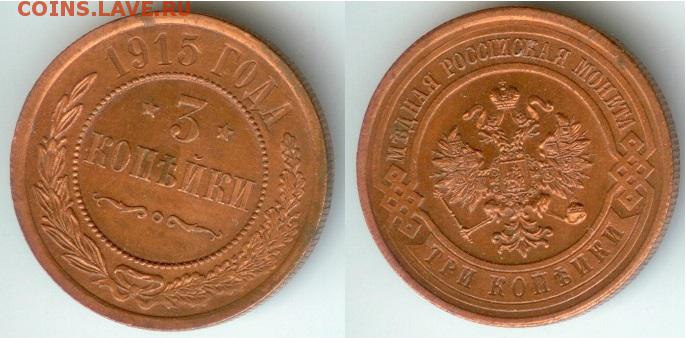 COINS.LAVE.RU
1915 ГОДА
3
КОПѢЙКИ
МѢДНАЯ РОССІЙСКАЯ МОНЕТА
ТРИ КОПѢЙКИ